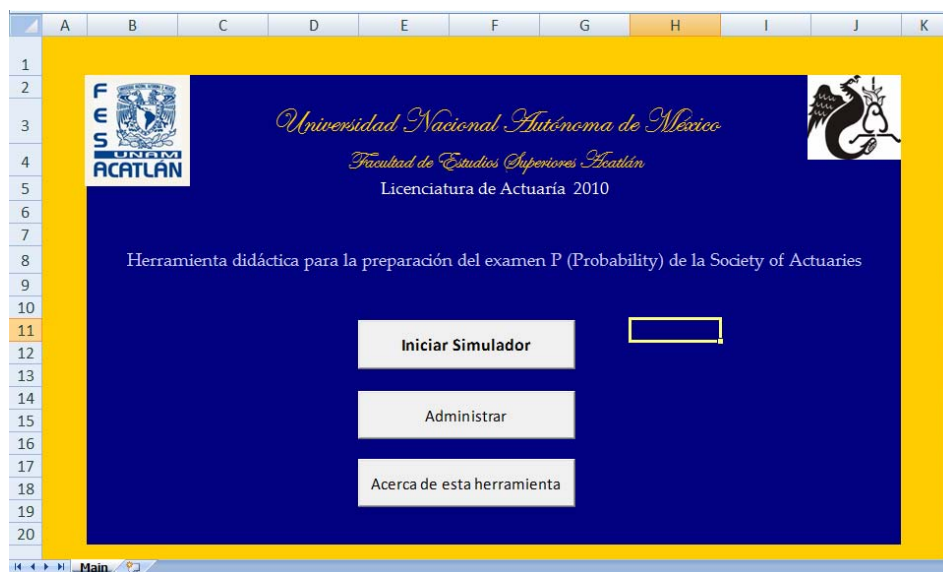 A B C D E F G H I J K
1
2
3
4
5
6
7
8
9
10
11
12
13
14
15
16
17
18
19
20
FES
UNAM
ACATLÁN
Universidad Nacional Autónoma de México
Facultad de Estudios Superiores Acatlán
Licenciatura de Actuaría 2010
Herramienta didáctica para la preparación del examen P (Probability) de la Society of Actuaries
Iniciar Simulador
Administrar
Acerca de esta herramienta
Main